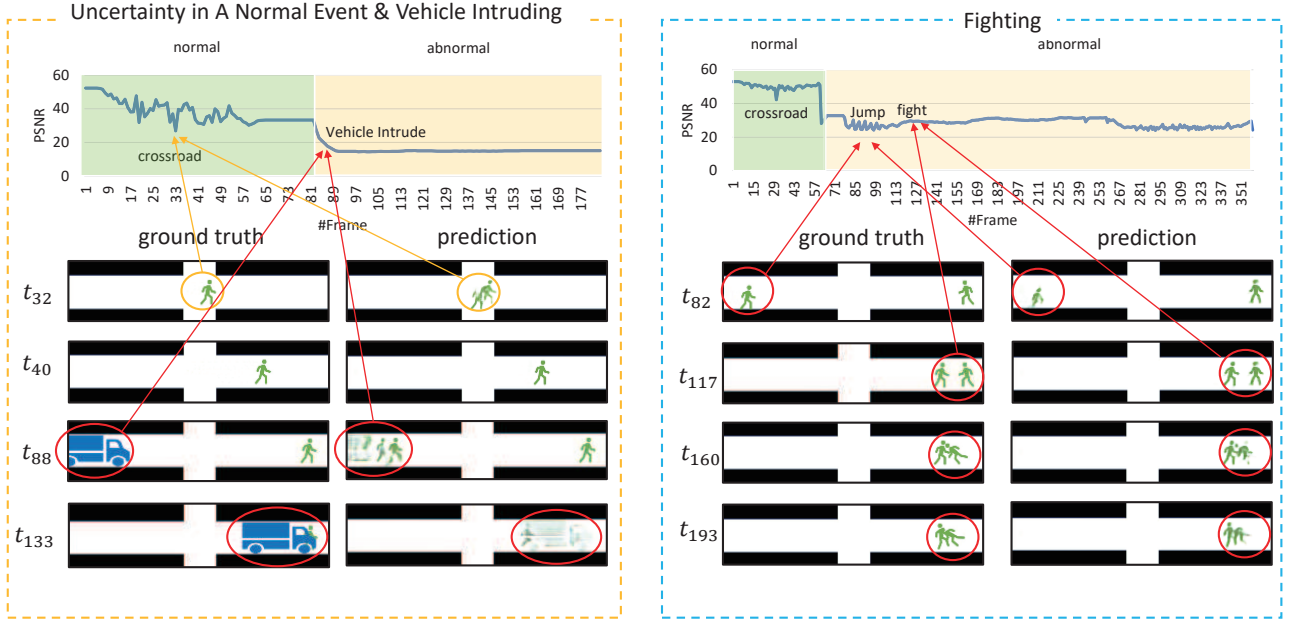 Uncertainty in A Normal Event & Vehicle Intruding
normal
abnormal
PSNR
60
40
20
0
crossroad
Vehicle Intrude
1 9 17 25 33 41 49 57 65 73 81 89 97 105 113 121 129 137 145 153 161 169 177
#Frame
ground truth
prediction
t32
t40
t88
t133
Fighting
normal
abnormal
PSNR
60
40
20
0
crossroad
Jump
fight
1 15 29 43 57 71 85 99 113 127 141 155 169 183 197 211 225 239 253 267 281 295 309 323 337 351
#Frame
ground truth
prediction
t82
t117
t160
t193